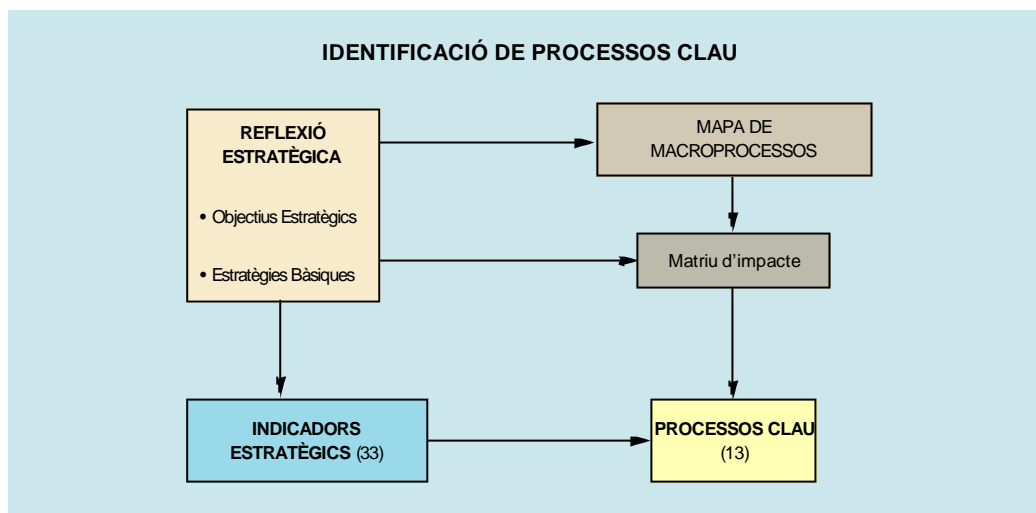 IDENTIFICACIÓ DE PROCESSOS CLAU
REFLEXIÓ
ESTRATÈGICA
• Objectius Estratègics
• Estratègies Bàsiques
MAPA DE
MACROPROCESSOS
Matriu d'impacte
INDICADORS
ESTRATÈGICS (33)
PROCESSOS CLAU
(13)